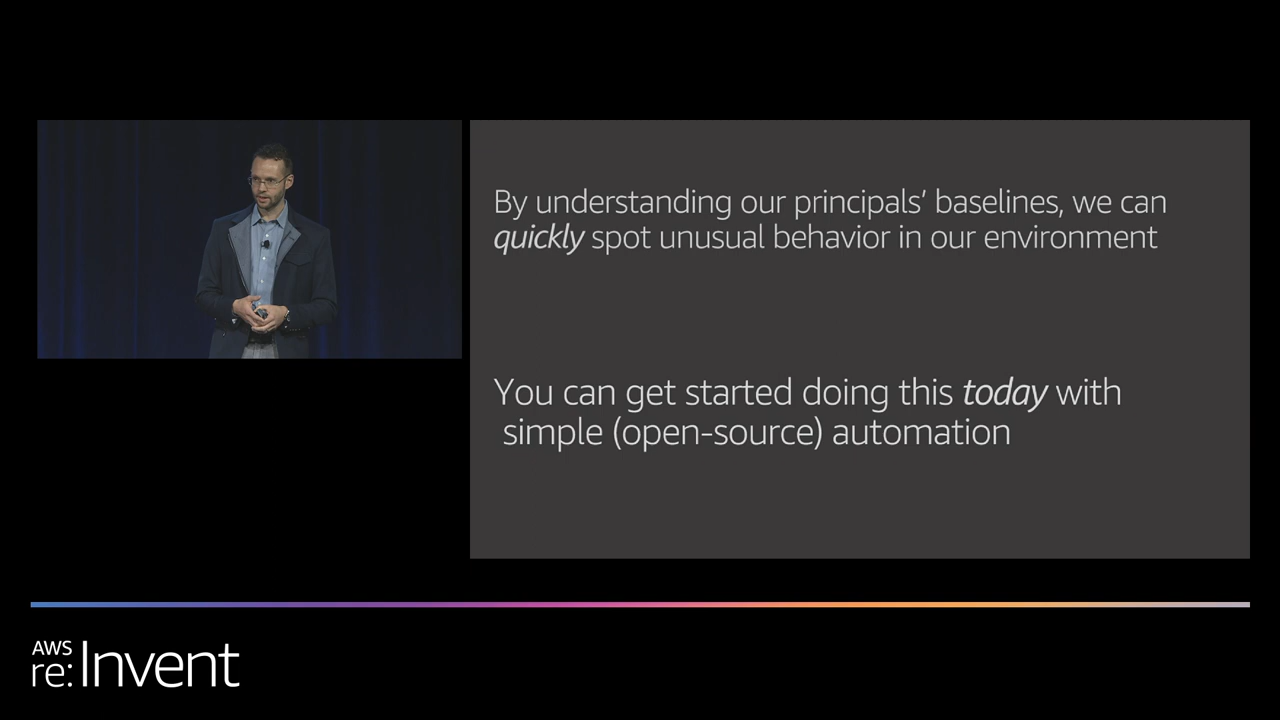 By understanding our principals’ baselines, we can
quickly spot unusual behavior in our environment
You can get started doing this today with
simple (open-source) automation
AWS
re:Invent